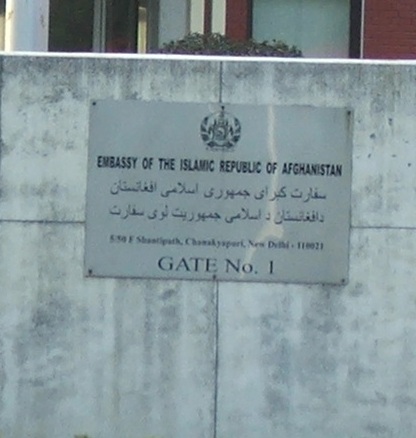 EMBASSY OF THE ISLAMIC REPUBLIC OF AFGHANISTAN
سفارت کبرای جمهوری اسلامی افغانستان
دافغانستان د اسلامی جمهوریت لوی سفارت
5/50 F Shantipath, Chanakyapuri, New Delhi - 110021
GATE No. 1